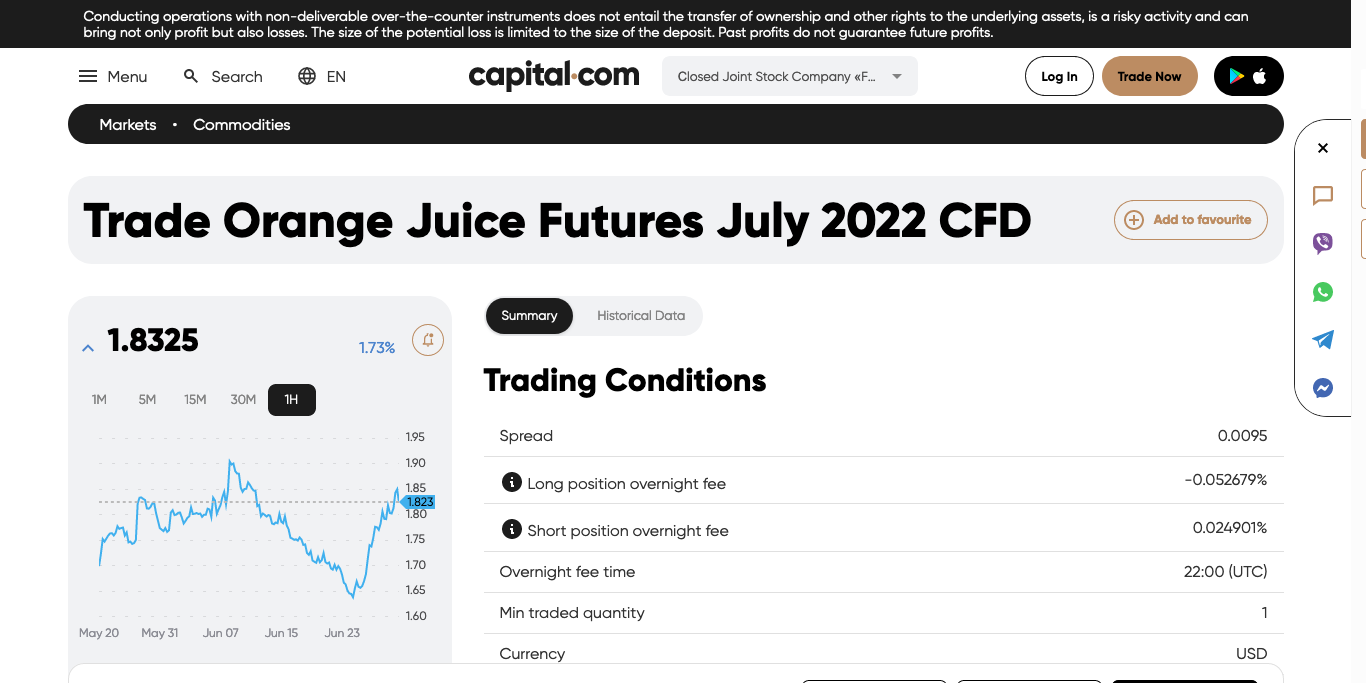 Conducting operations with non-deliverable over-the-counter instruments does not entail the transfer of ownership and other rights to the underlying assets, is a risky activity and can
bring not only profit but also losses. The size of the potential loss is limited to the size of the deposit. Past profits do not guarantee future profits.
Menu
Search
EN
capital.com
Closed Joint Stock Company «F...
Log In
Trade Now
Markets • Commodities
Trade Orange Juice Futures July 2022 CFD
Add to favourite
1.8325
1.73%
1M 5M 15M 30M 1H
1.95
1.90
1.85
1.823
1.80
1.75
1.70
1.65
1.60
May 20 May 31 Jun 07 Jun 15 Jun 23
Summary
Historical Data
Trading Conditions
Spread 0.0095
Long position overnight fee -0.052679%
Short position overnight fee 0.024901%
Overnight fee time 22:00 (UTC)
Min traded quantity 1
Currency USD